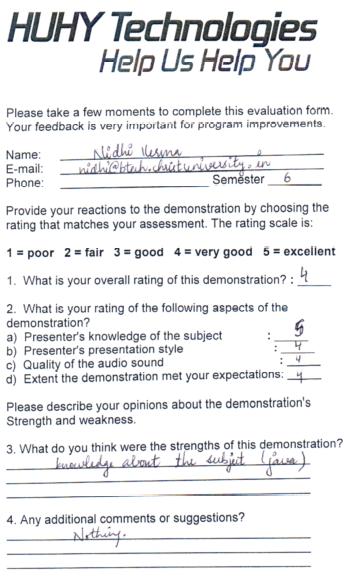 HUHY Technologies
Help Us Help You
Please take a few moments to complete this evaluation form.
Your feedback is very important for program improvements.
Name: Nidhi Verma
E-mail: nidhi@btech.christuniversity.in
Phone: Semester 6
Provide your reactions to the demonstration by choosing the
rating that matches your assessment. The rating scale is:
1 = poor 2 = fair 3 = good 4 = very good 5 = excellent
1. What is your overall rating of this demonstration? : 4
2. What is your rating of the following aspects of the
demonstration?
a) Presenter's knowledge of the subject : 5
b) Presenter's presentation style : 4
c) Quality of the audio sound : 4
d) Extent the demonstration met your expectations: 4
Please describe your opinions about the demonstration's
Strength and weakness.
3. What do you think were the strengths of this demonstration?
knowledge about the subject (java)
4. Any additional comments or suggestions?
Nothing.